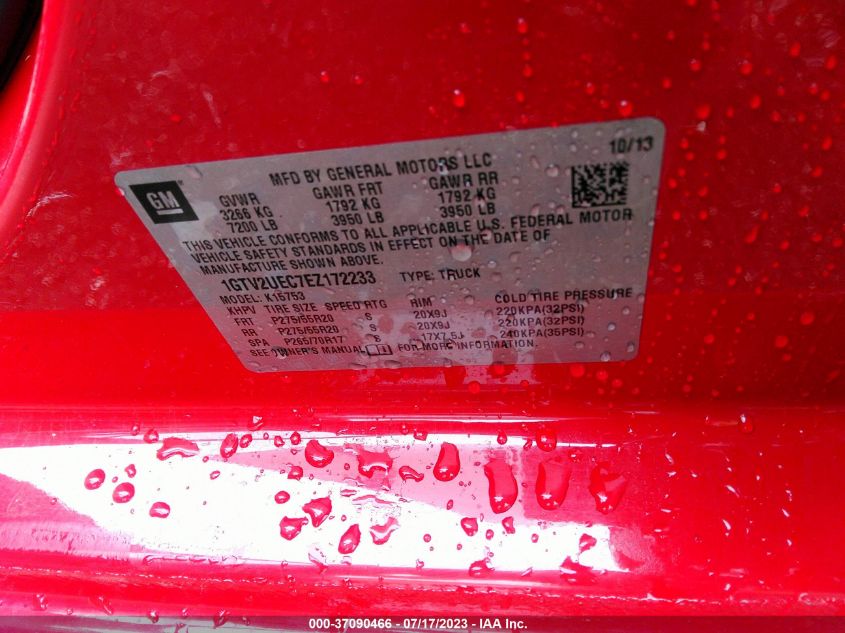 GM
MFD BY GENERAL MOTORS LLC
10/13
GVWR GAWR FRT GAWR RR
3266 KG 1792 KG 1792 KG
7200 LB 3950 LB 3950 LB
THIS VEHICLE CONFORMS TO ALL APPLICABLE U.S. FEDERAL MOTOR
VEHICLE SAFETY STANDARDS IN EFFECT ON THE DATE OF
MANUFACTURE SHOWN ABOVE.
1GTV2UEC7EZ172233 TYPE: TRUCK
MODEL: K15753
KHPV TIRE SIZE SPEED RTG RIM COLD TIRE PRESSURE
FRT P275/55R20 S 20X9J 220KPA(32PSI)
RR P275/55R20 S 20X9J 220KPA(32PSI)
SPA P265/70R17 S 17X7.5J 240KPA(35PSI)
SEE OWNER'S MANUAL FOR MORE INFORMATION.
000-37090466 - 07/17/2023 - IAA Inc.